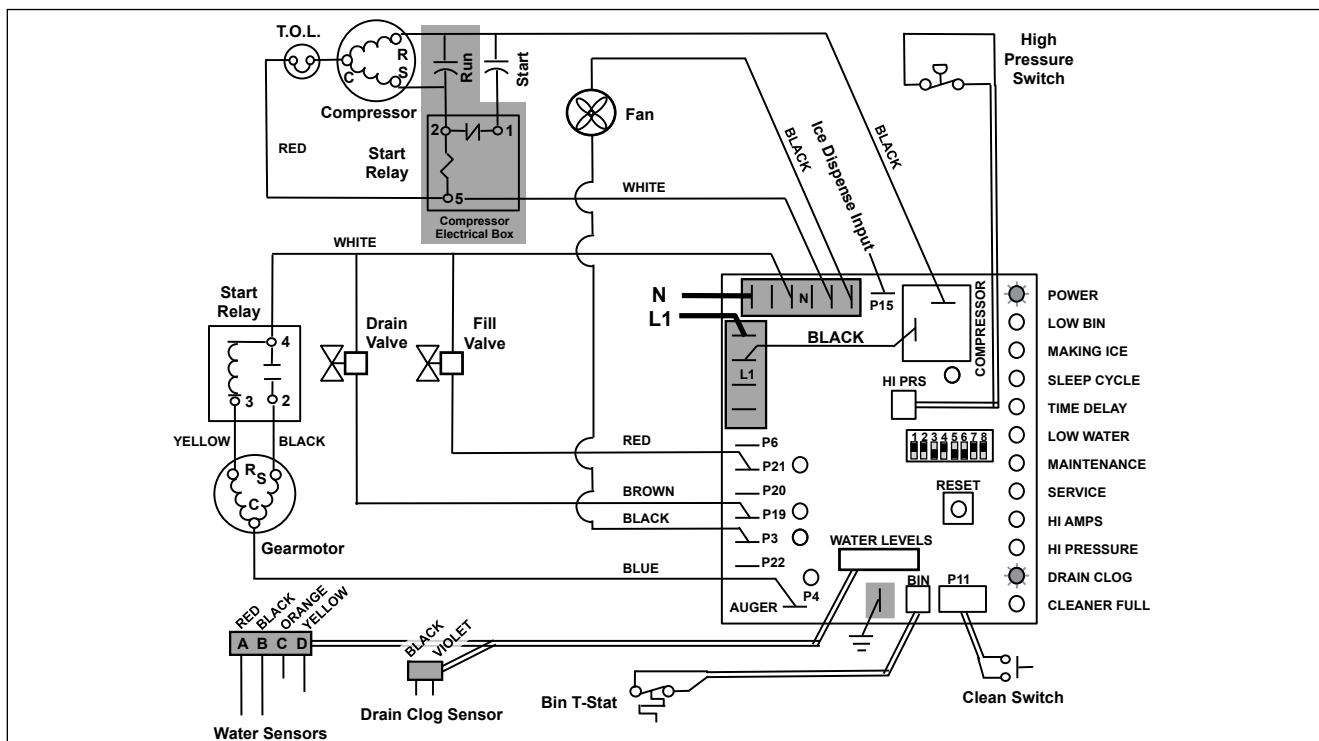 T.O.L.
C
R
S
Compressor
Run
Start
RED
Start
Relay
2
1
5
Compressor
Electrical Box
WHITE
Fan
BLACK
Ice Dispense Input
BLACK
High
Pressure
Switch
WHITE
Start
Relay
4
3
2
YELLOW
BLACK
R
S
C
Gearmotor
Drain
Valve
Fill
Valve
N
L1
N
P15
BLACK
L1
COMPRESSOR
HI PRS
1 2 3 4 5 6 7 8
RESET
RED
P6
P21
P20
BROWN
P19
BLACK
P3
P22
BLUE
P4
AUGER
WATER LEVELS
BIN
P11
POWER
LOW BIN
MAKING ICE
SLEEP CYCLE
TIME DELAY
LOW WATER
MAINTENANCE
SERVICE
HI AMPS
HI PRESSURE
DRAIN CLOG
CLEANER FULL
RED
BLACK
ORANGE
YELLOW
A B C D
Water Sensors
BLACK
VIOLET
Drain Clog Sensor
Bin T-Stat
Clean Switch